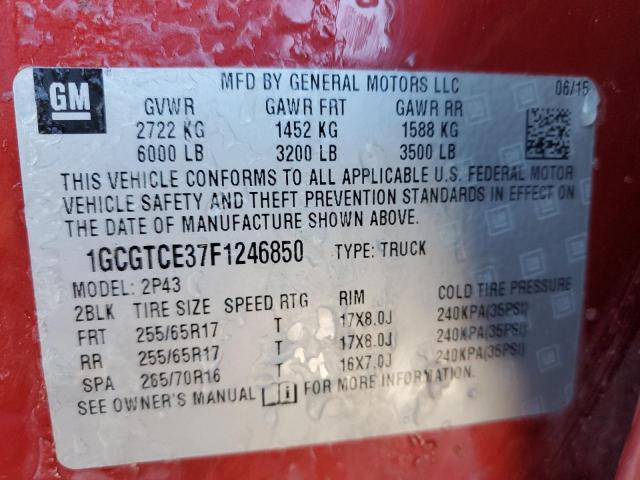 GM
MFD BY GENERAL MOTORS LLC 06/15
GVWR GAWR FRT GAWR RR
2722 KG 1452 KG 1588 KG
6000 LB 3200 LB 3500 LB
THIS VEHICLE CONFORMS TO ALL APPLICABLE U.S. FEDERAL MOTOR
VEHICLE SAFETY AND THEFT PREVENTION STANDARDS IN EFFECT ON
THE DATE OF MANUFACTURE SHOWN ABOVE.
1GCGTCE37F1246850 TYPE: TRUCK
MODEL: 2P43
2BLK TIRE SIZE SPEED RTG RIM COLD TIRE PRESSURE
FRT 255/65R17 T 17X8.0J 240KPA(35PSI)
RR 255/65R17 T 17X8.0J 240KPA(35PSI)
SPA 265/70R16 T 16X7.0J 240KPA(35PSI)
SEE OWNER'S MANUAL FOR MORE INFORMATION.